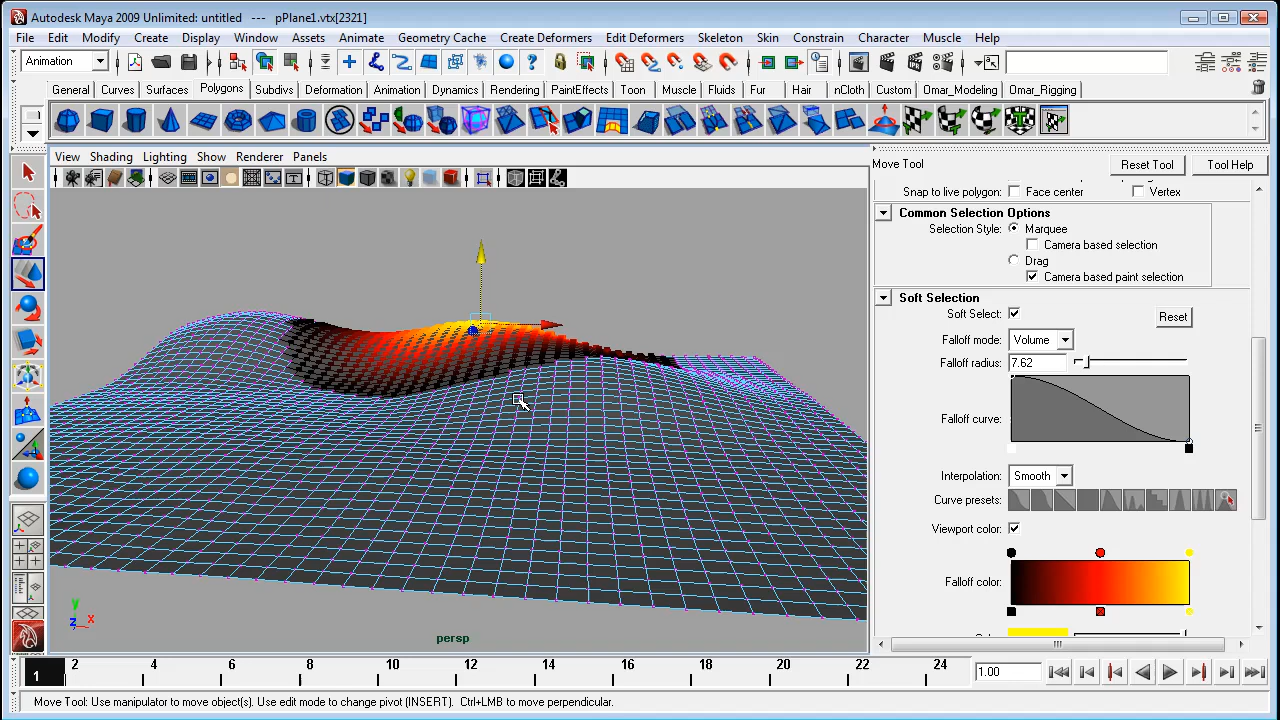 Autodesk Maya 2009 Unlimited: untitled --- pPlane1.vtx[2321]
File Edit Modify Create Display Window Assets Animate Geometry Cache Create Deformers Edit Deformers Skeleton Skin Constrain Character Muscle Help
Animation
General Curves Surfaces Polygons Subdivs Deformation Animation Dynamics Rendering PaintEffects Toon Muscle Fluids Fur Hair nCloth Custom Omar_Modeling Omar_Rigging
View Shading Lighting Show Renderer Panels
Move Tool Reset Tool Tool Help
Snap to live polygon: Face center Vertex
Common Selection Options
Selection Style: Marquee
Camera based selection
Drag
Camera based paint selection
Soft Selection
Soft Select: Reset
Falloff mode: Volume
Falloff radius: 7.62
Falloff curve:
Interpolation: Smooth
Curve presets:
Viewport color:
Falloff color:
y
z x
persp
1 2 4 6 8 10 12 14 16 18 20 22 24 1.00
Move Tool: Use manipulator to move object(s). Use edit mode to change pivot (INSERT). Ctrl+LMB to move perpendicular.